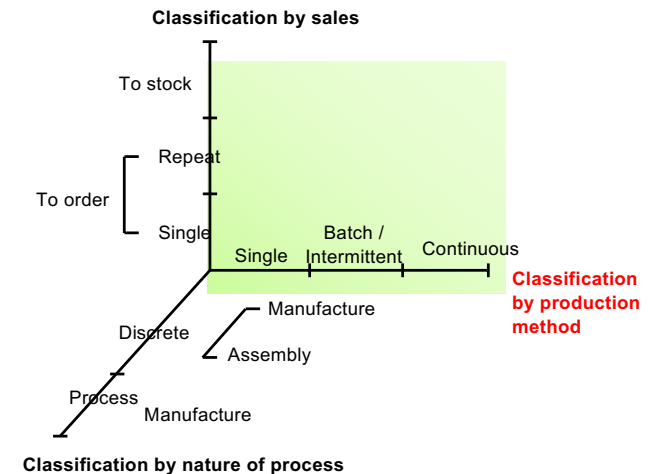 Classification by sales
To stock
Repeat
To order
Single
Single
Batch /
Intermittent
Continuous
Classification
by production
method
Manufacture
Discrete
Assembly
Process
Manufacture
Classification by nature of process